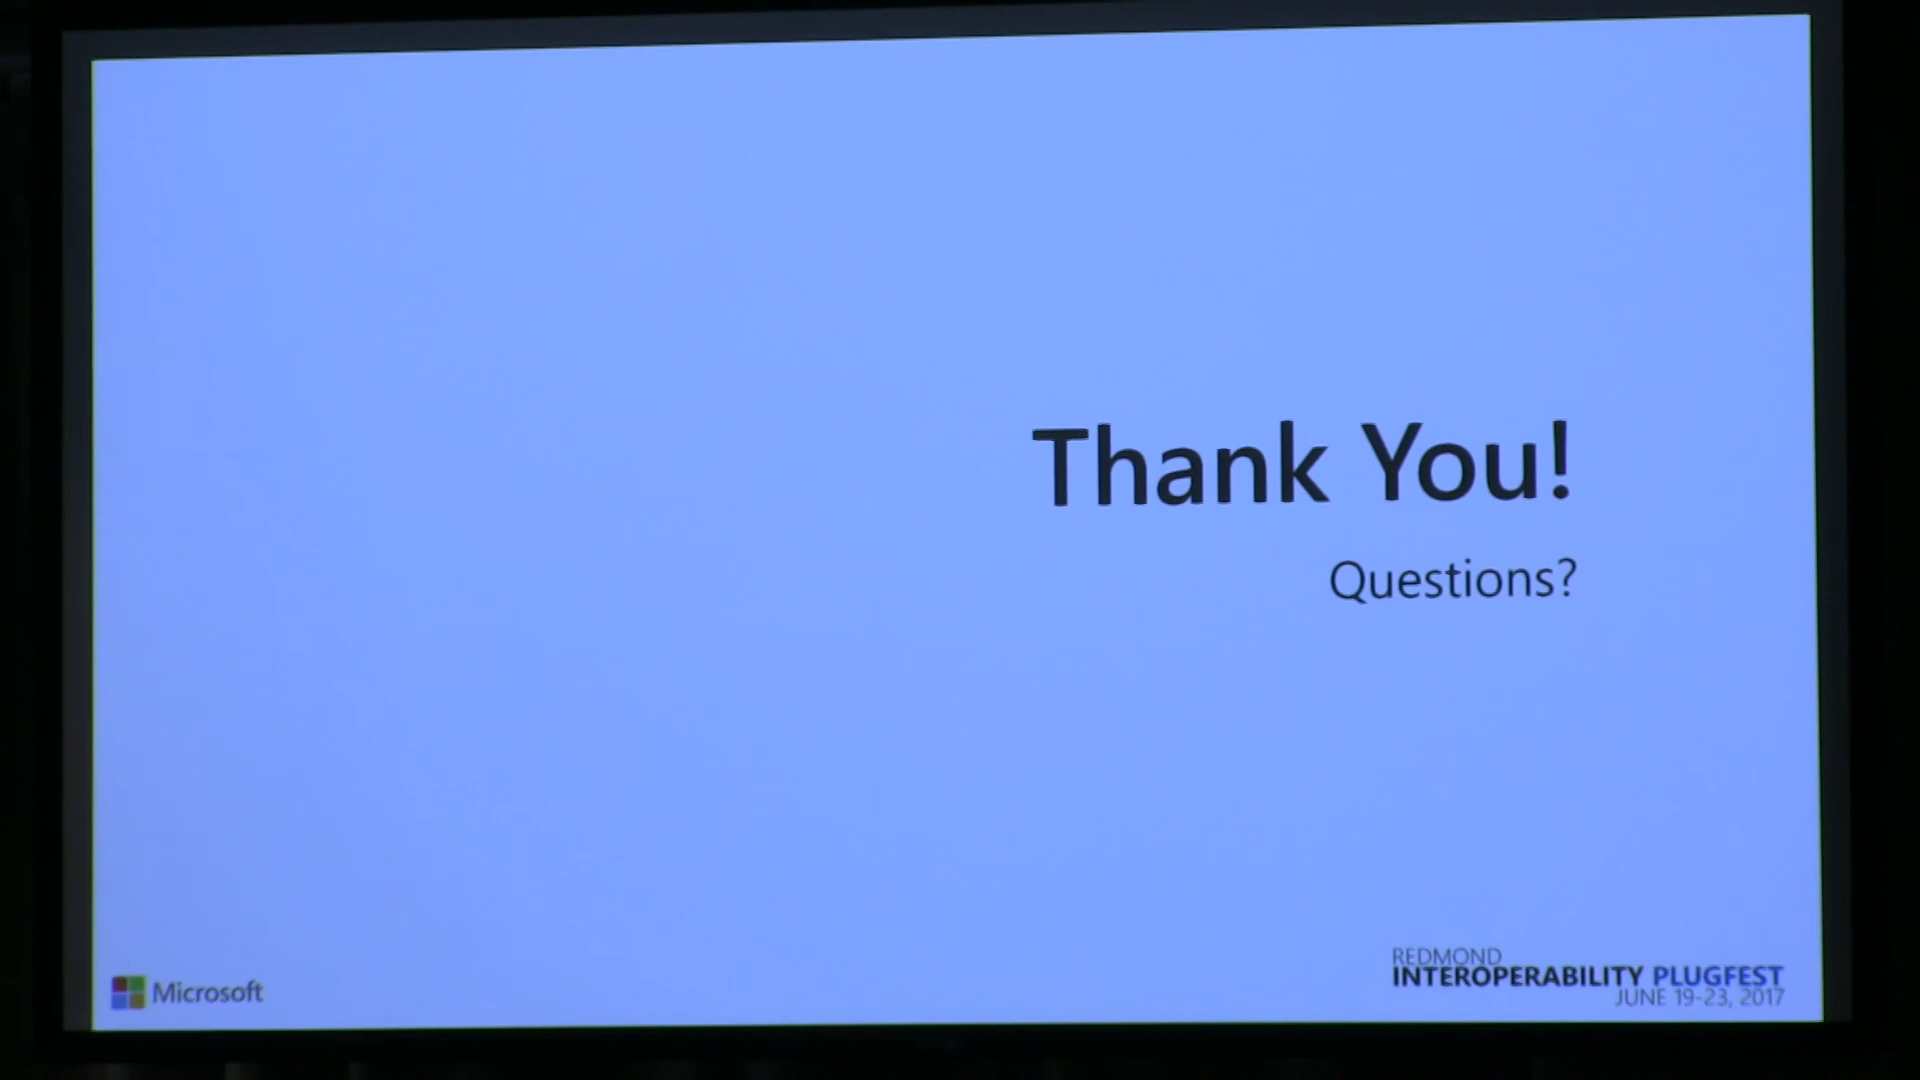 Thank You!
Questions?
Microsoft
REDMOND
INTEROPERABILITY PLUGFEST
JUNE 19-23, 2017